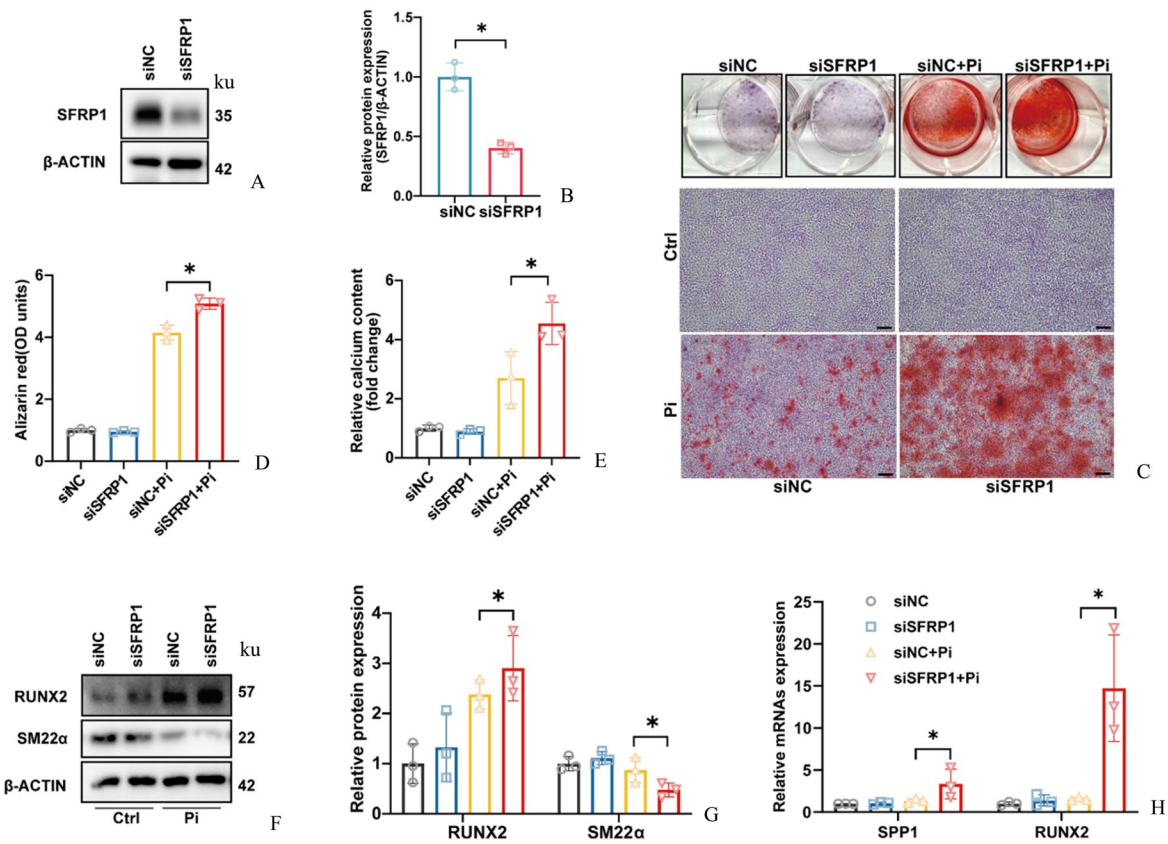 siNC
siSFRP1
ku
SFRP1
35
β-ACTIN
42
A
Relative protein expression
(SFRP1/β-ACTIN)
1.5
1.0
0.5
0.0
*
siNC siSFRP1
B
siNC siSFRP1 siNC+Pi siSFRP1+Pi
Ctrl
Pi
siNC siSFRP1
C
Alizarin red(OD units)
6
4
2
0
*
siNC
siSFRP1
siNC+Pi
siSFRP1+Pi
D
Relative calcium content
(fold change)
6
4
2
0
*
siNC
siSFRP1
siNC+Pi
siSFRP1+Pi
E
siNC
siSFRP1
siNC
siSFRP1
ku
RUNX2
57
SM22α
22
β-ACTIN
42
Ctrl Pi
F
Relative protein expression
4
3
2
1
0
*
*
RUNX2 SM22α
G
Relative mRNAs expression
25
20
15
10
5
0
siNC
siSFRP1
siNC+Pi
siSFRP1+Pi
*
*
SPP1 RUNX2
H